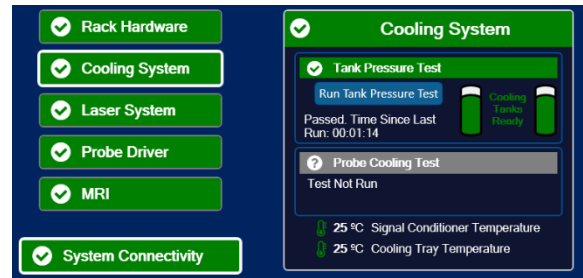 Rack Hardware
Cooling System
Laser System
Probe Driver
MRI
System Connectivity
Cooling System
Tank Pressure Test
Run Tank Pressure Test
Passed. Time Since Last
Run: 00:01:14
Cooling
Tanks
Ready
? Probe Cooling Test
Test Not Run
25 ºC Signal Conditioner Temperature
25 ºC Cooling Tray Temperature